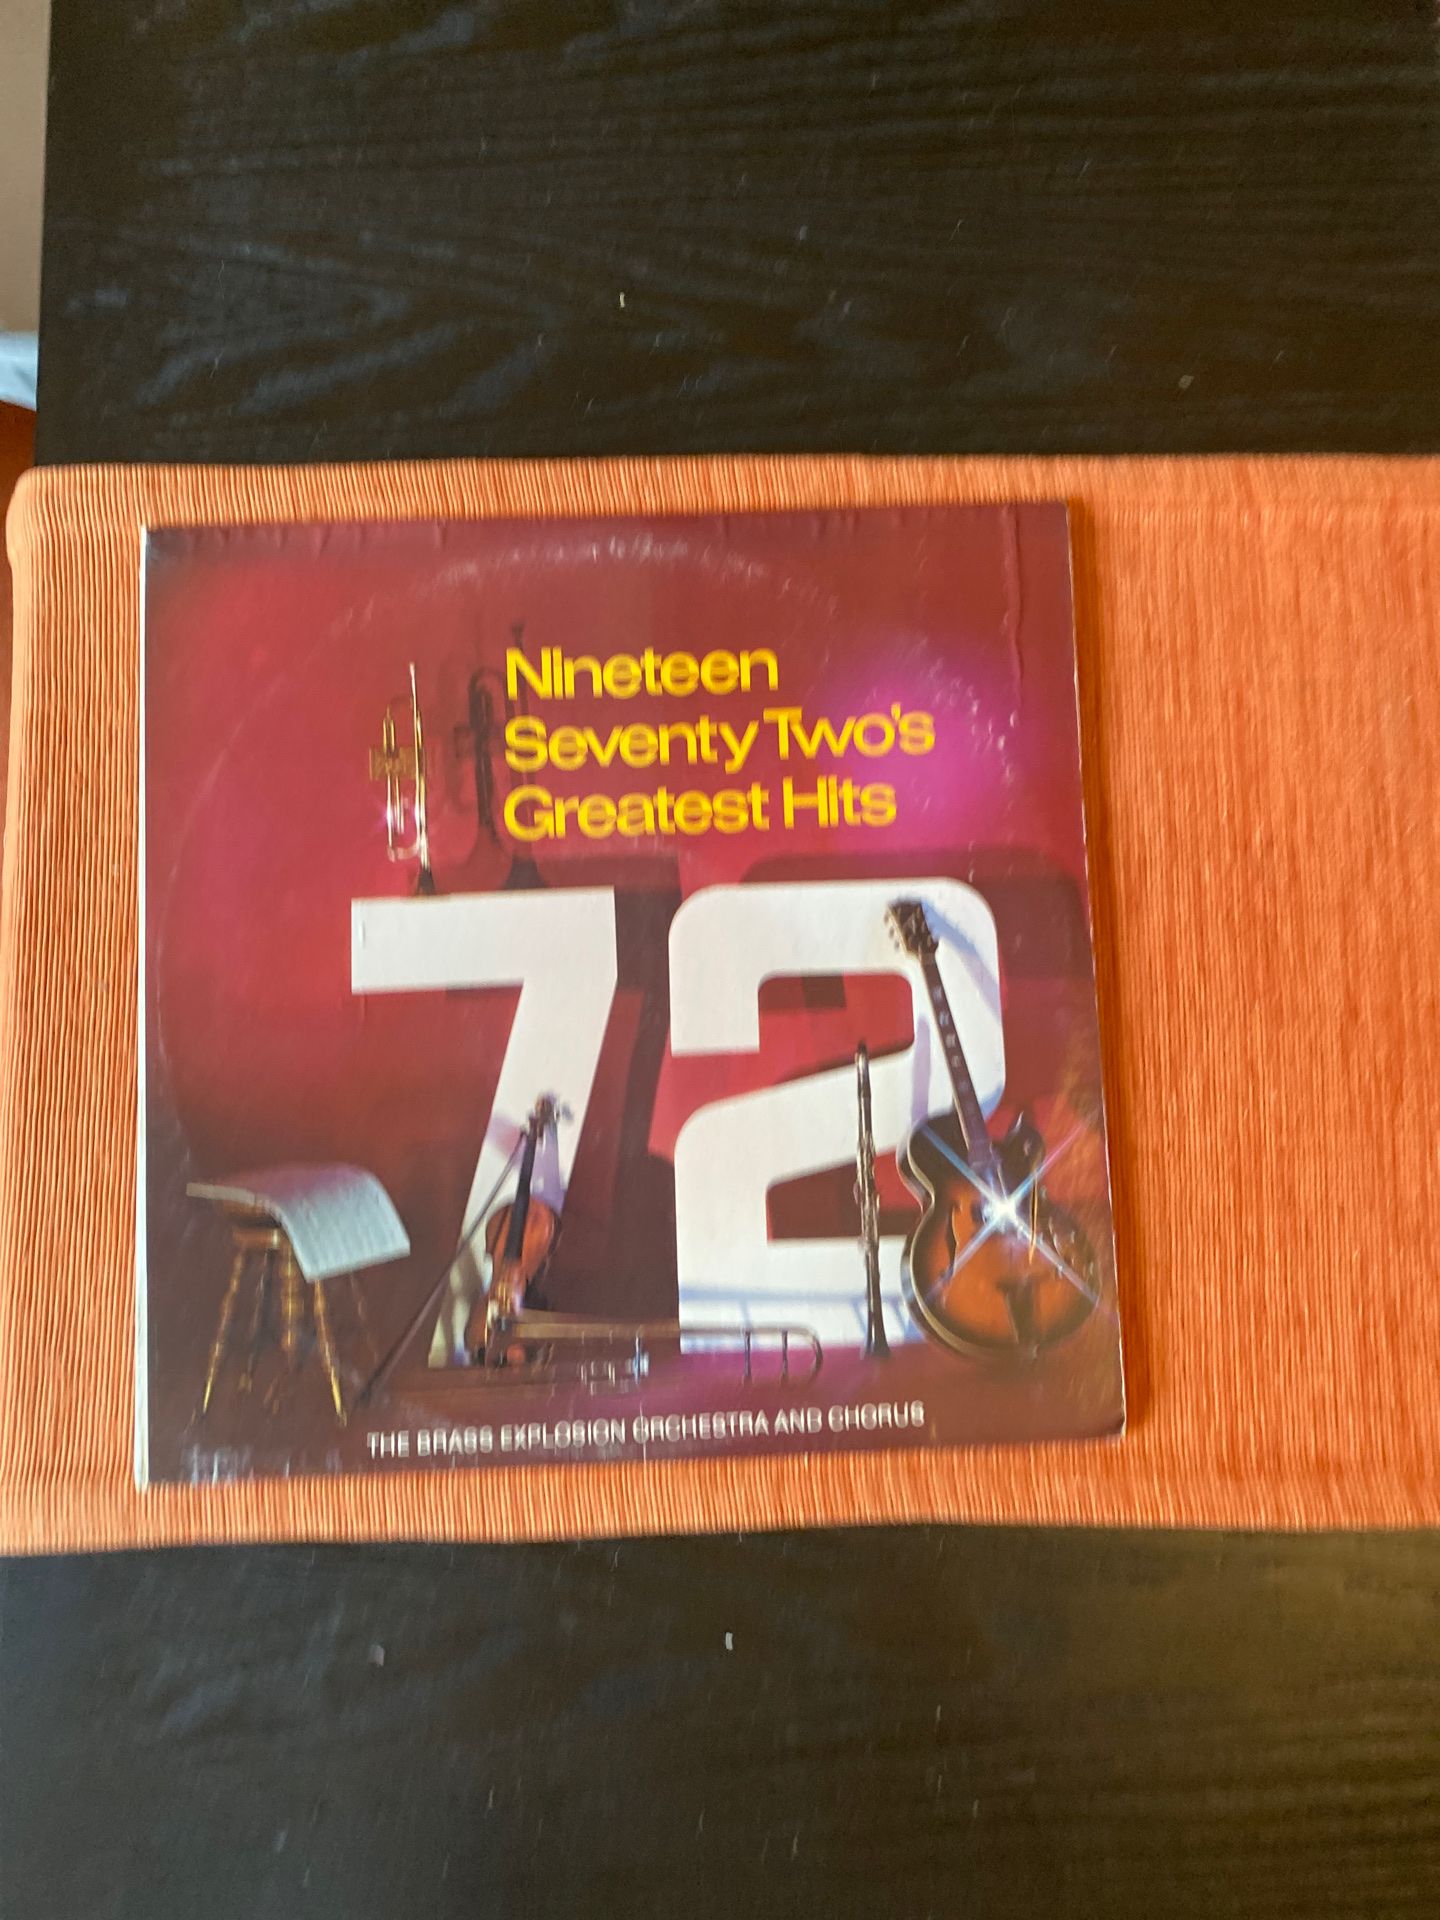 Nineteen
Seventy Two's
Greatest Hits
72
THE BRASS EXPLOSION ORCHESTRA AND CHORUS